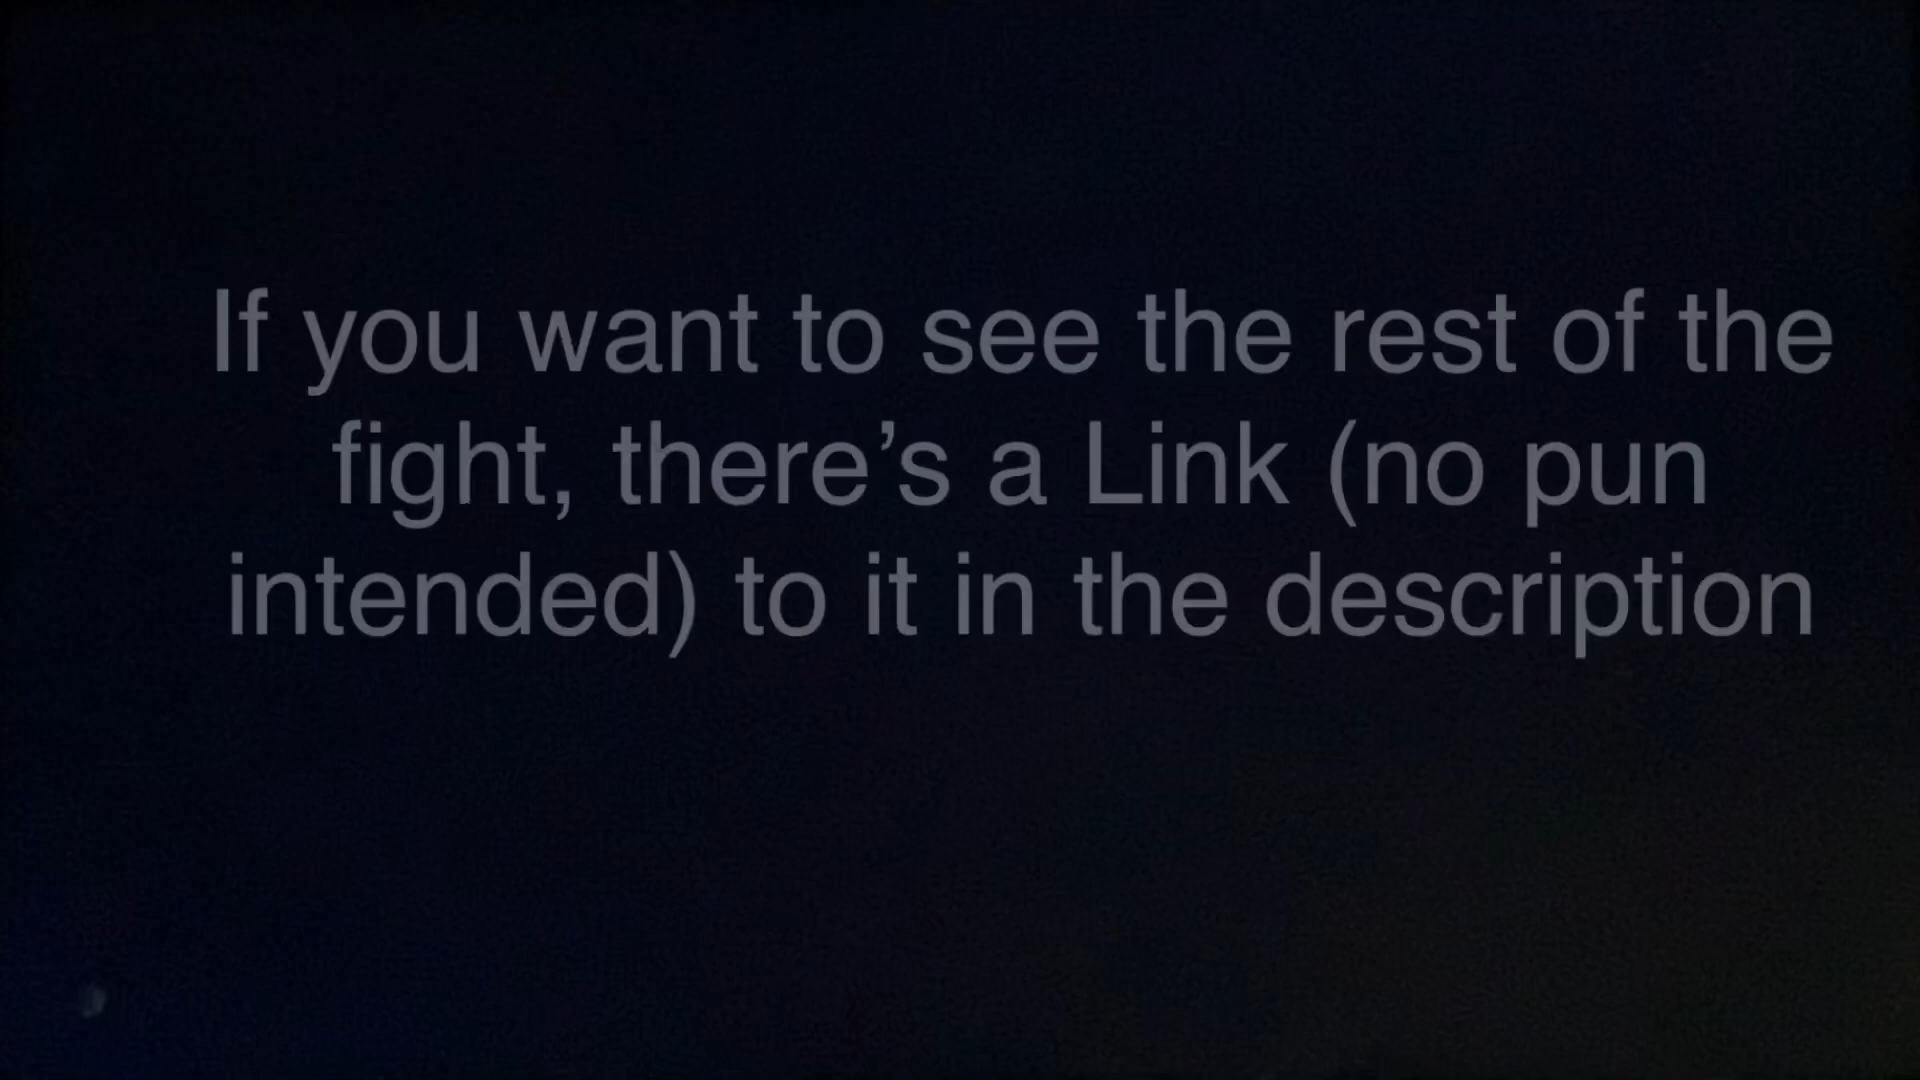 If you want to see the rest of the
fight, there’s a Link (no pun
intended) to it in the description